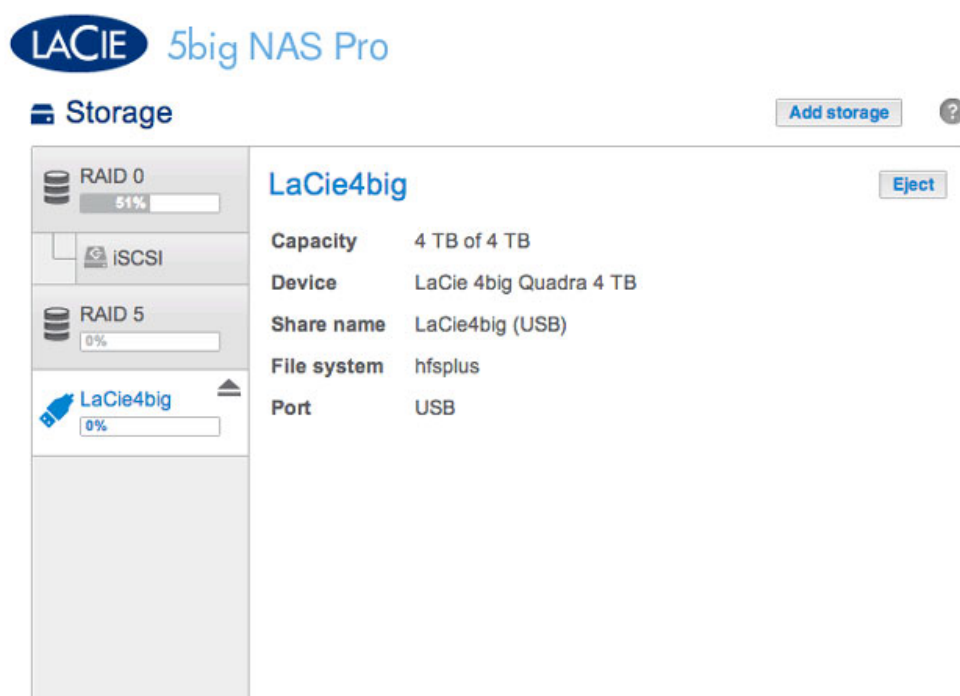 LACIE 5big NAS Pro
Storage
Add storage
?
RAID 0
51%
iSCSI
RAID 5
0%
LaCie4big
0%
LaCie4big
Eject
Capacity 4 TB of 4 TB
Device LaCie 4big Quadra 4 TB
Share name LaCie4big (USB)
File system hfsplus
Port USB